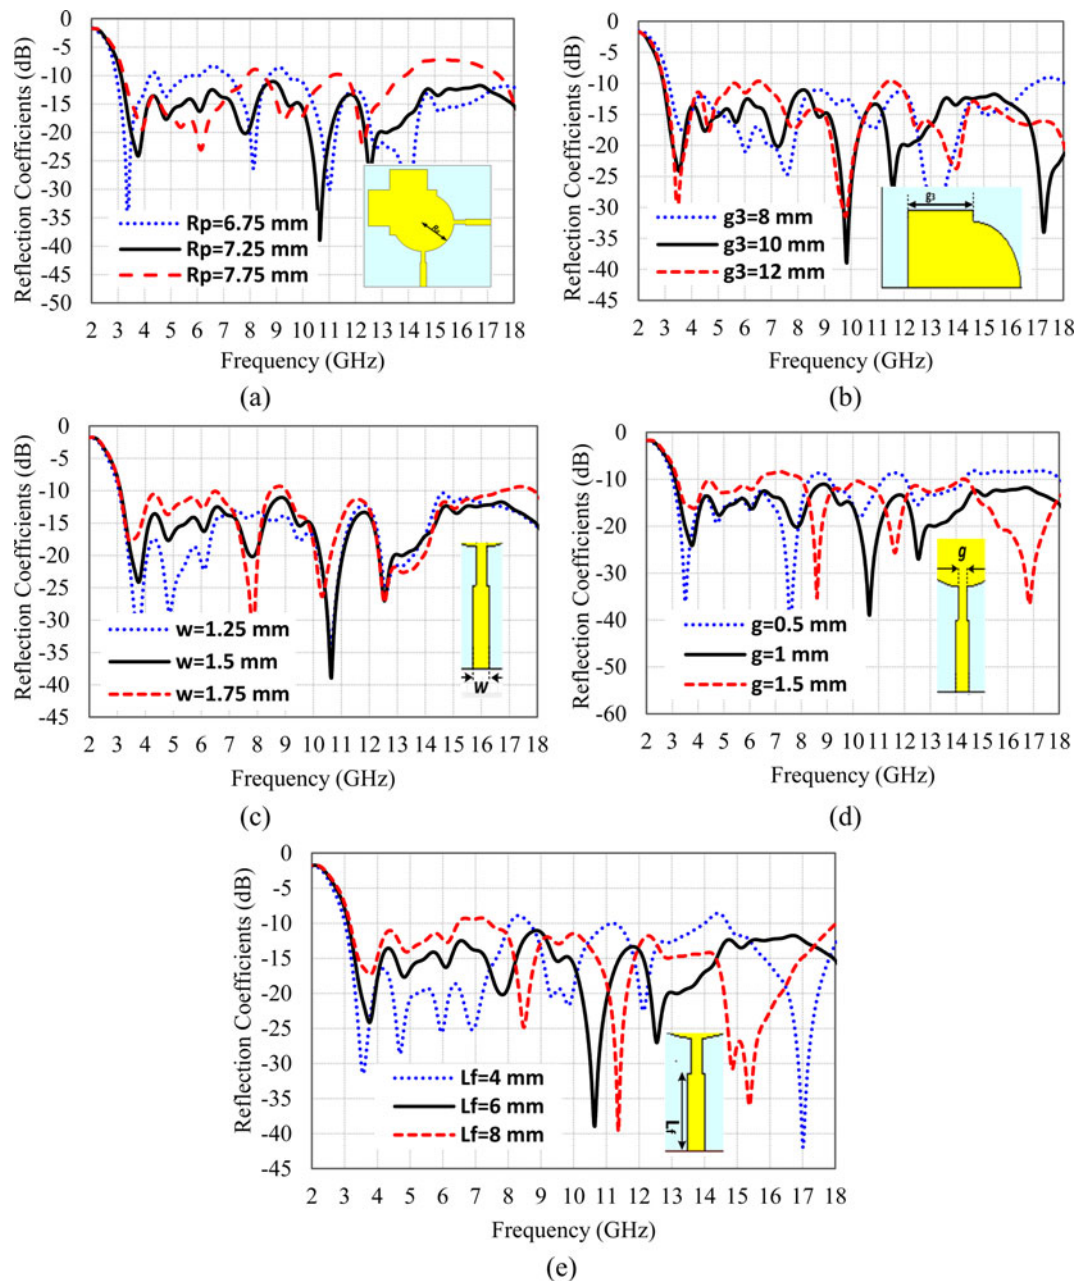 Reflection Coefficients (dB)
0
-5
-10
-15
-20
-25
-30
-35
-40
-45
-50
Rp=6.75 mm
Rp=7.25 mm
Rp=7.75 mm
2 3 4 5 6 7 8 9 10 11 12 13 14 15 16 17 18
Frequency (GHz)
(a)
Reflection Coefficients (dB)
0
-5
-10
-15
-20
-25
-30
-35
-40
-45
g3
g3=8 mm
g3=10 mm
g3=12 mm
2 3 4 5 6 7 8 9 10 11 12 13 14 15 16 17 18
Frequency (GHz)
(b)
Reflection Coefficients (dB)
0
-5
-10
-15
-20
-25
-30
-35
-40
-45
w=1.25 mm
w=1.5 mm
w=1.75 mm
W
2 3 4 5 6 7 8 9 10 11 12 13 14 15 16 17 18
Frequency (GHz)
(c)
Reflection Coefficients (dB)
0
-10
-20
-30
-40
-50
-60
g
g=0.5 mm
g=1 mm
g=1.5 mm
2 3 4 5 6 7 8 9 10 11 12 13 14 15 16 17 18
Frequency (GHz)
(d)
Reflection Coefficients (dB)
0
-5
-10
-15
-20
-25
-30
-35
-40
-45
Lf=4 mm
Lf=6 mm
Lf=8 mm
Lf
2 3 4 5 6 7 8 9 10 11 12 13 14 15 16 17 18
Frequency (GHz)
(e)